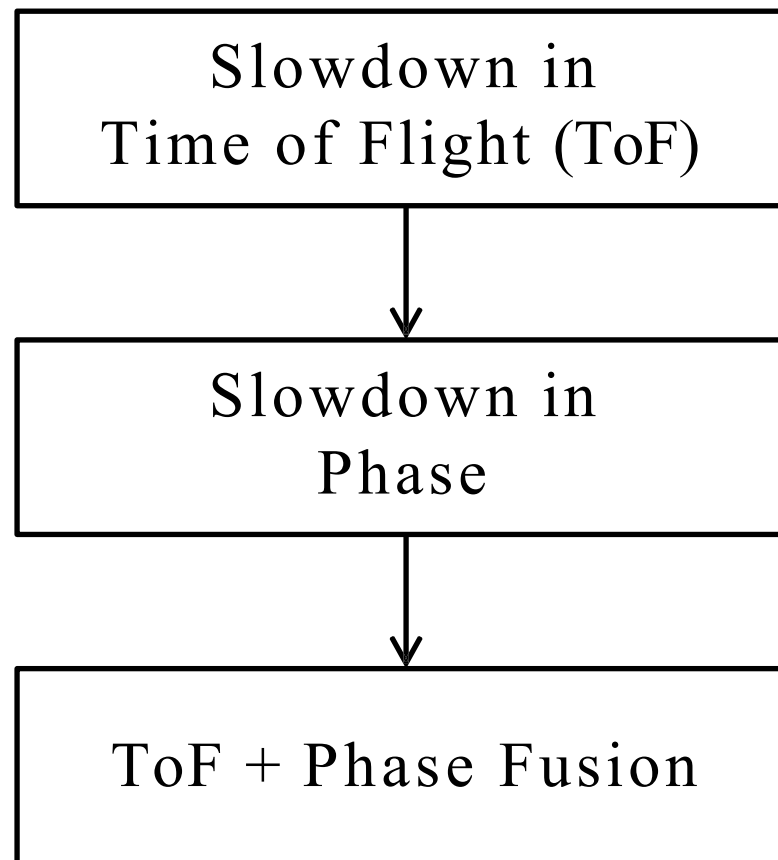 Slowdown in
Time of Flight (ToF)
Slowdown in
Phase
ToF + Phase Fusion